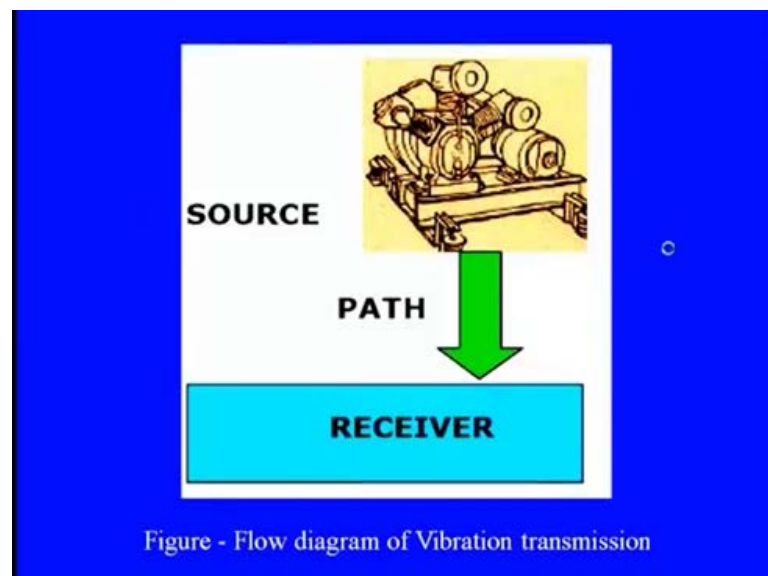 SOURCE
PATH
RECEIVER
Figure - Flow diagram of Vibration transmission